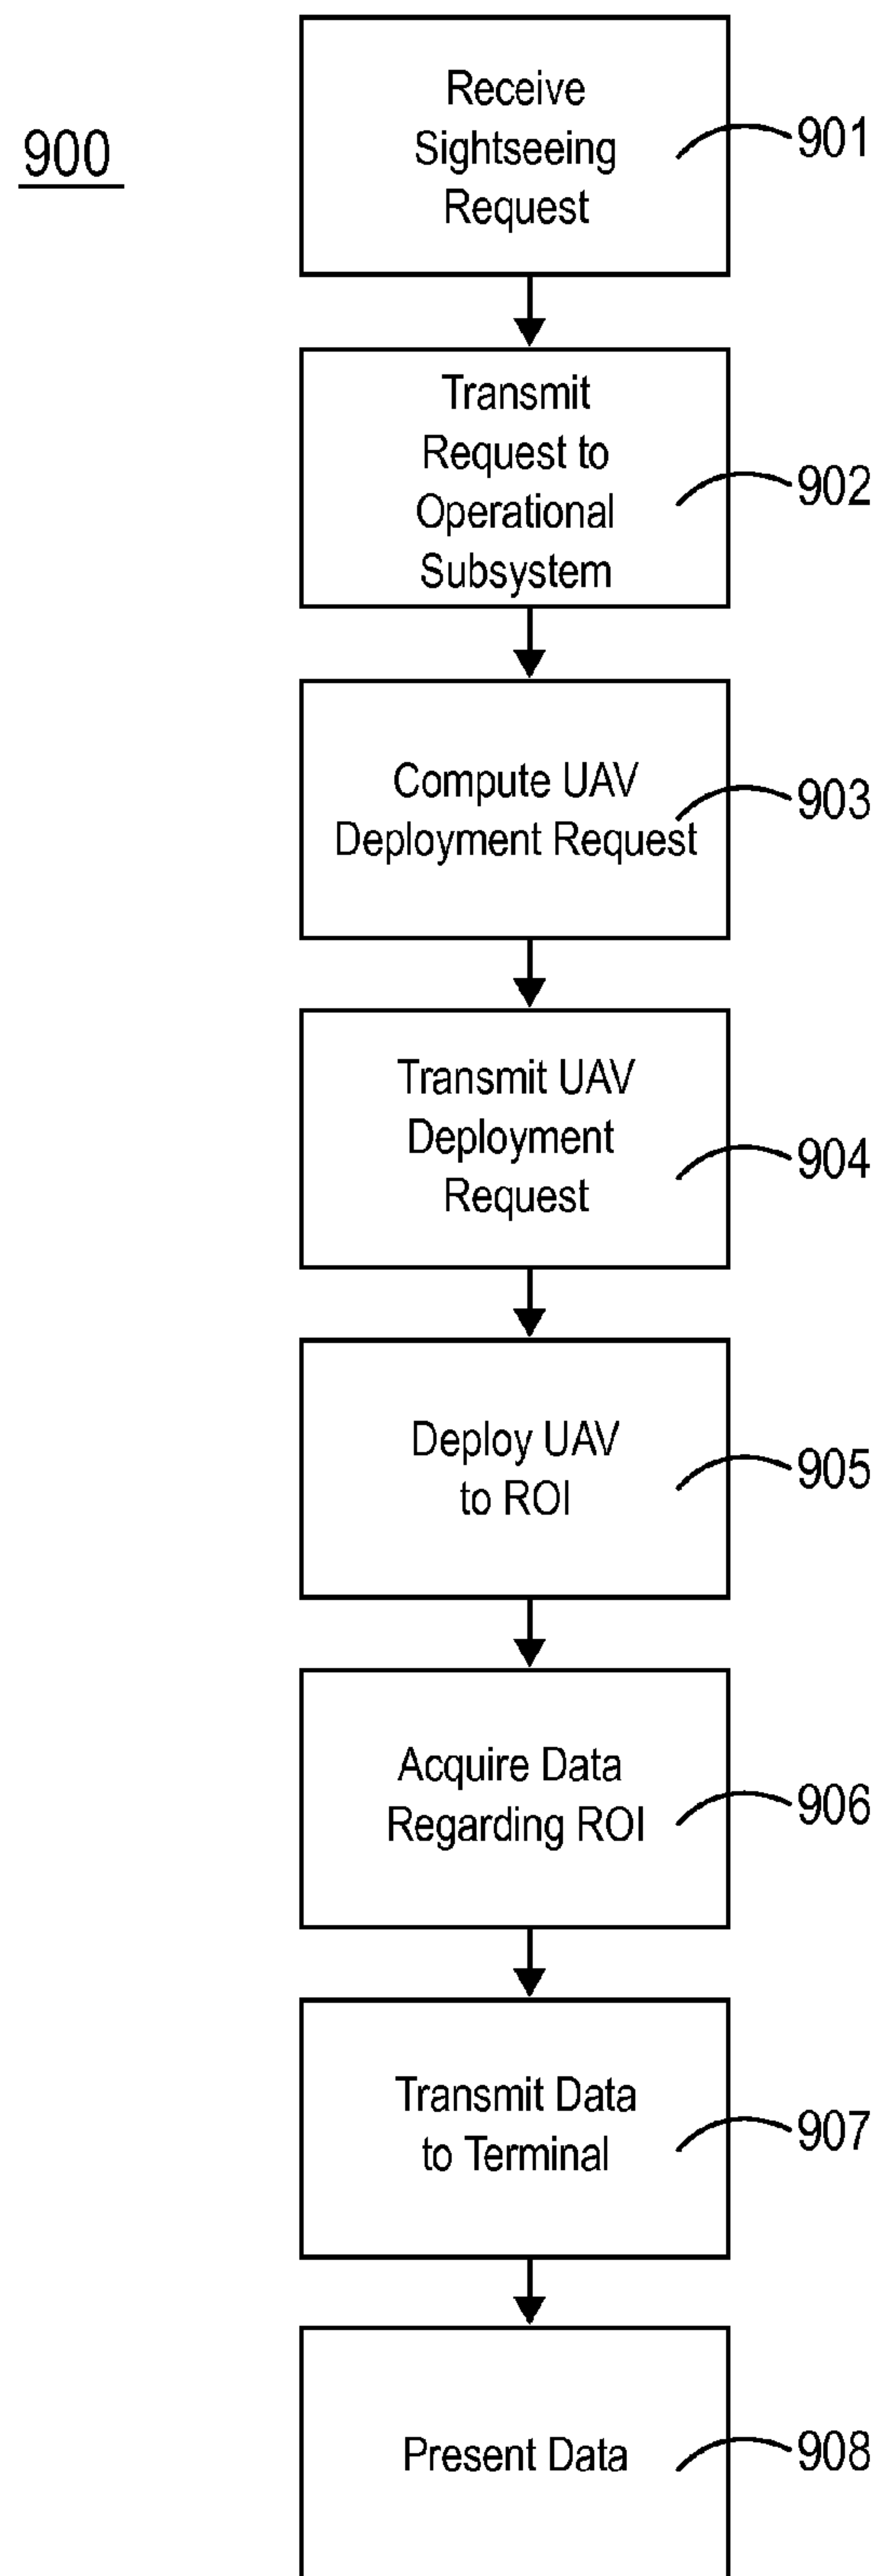 900
Receive
Sightseeing
Request
901
Transmit
Request to
Operational
Subsystem
902
Compute UAV
Deployment Request
903
Transmit UAV
Deployment
Request
904
Deploy UAV
to ROI
905
Acquire Data
Regarding ROI
906
Transmit Data
to Terminal
907
Present Data
908